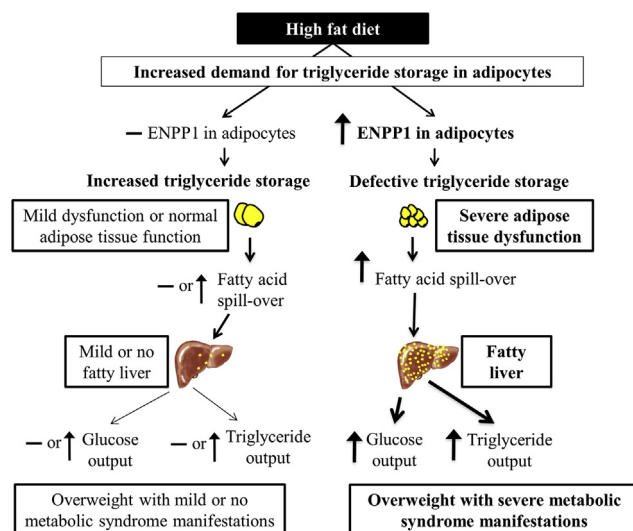 High fat diet
Increased demand for triglyceride storage in adipocytes
– ENPP1 in adipocytes
↑ ENPP1 in adipocytes
Increased triglyceride storage
Defective triglyceride storage
Mild dysfunction or normal
adipose tissue function
Severe adipose
tissue dysfunction
– or ↑ Fatty acid
spill-over
↑ Fatty acid spill-over
Mild or no
fatty liver
Fatty
liver
– or ↑ Glucose
output
– or ↑ Triglyceride
output
↑ Glucose
output
↑ Triglyceride
output
Overweight with mild or no
metabolic syndrome manifestations
Overweight with severe metabolic
syndrome manifestations